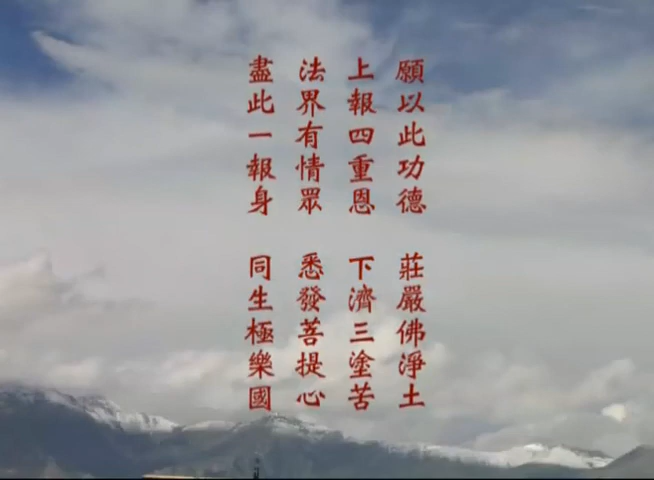 願以此功德 莊嚴佛淨土
上報四重恩 下濟三塗苦
法界有情眾 悉發菩提心
盡此一報身 同生極樂國